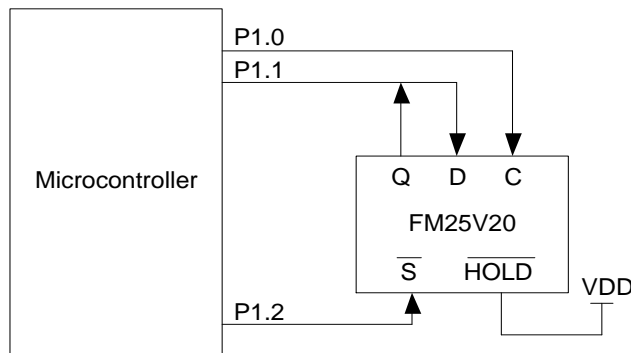 P1.0
P1.1
Microcontroller
Q D C
FM25V20
S HOLD
VDD
P1.2